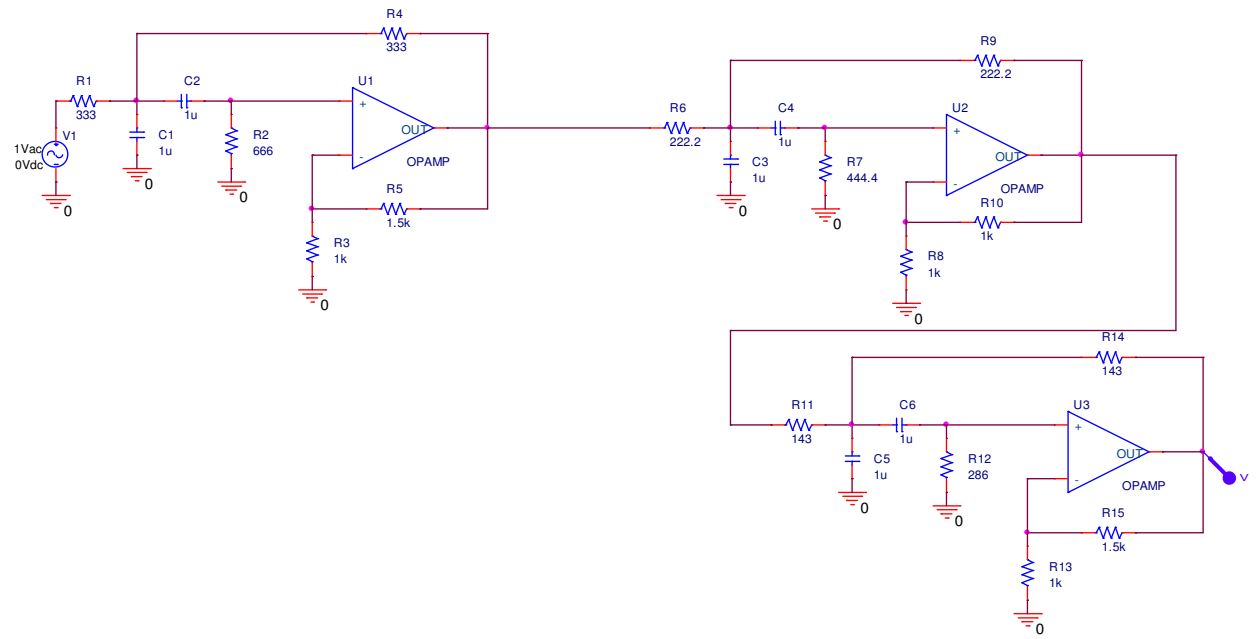 R4
333
R1
333
C2
1u
U1
+
-
OUT
OPAMP
V1
1Vac
0Vdc
0
C1
1u
0
R2
666
0
R5
1.5k
R3
1k
0
R9
222.2
R6
222.2
C4
1u
U2
+
-
OUT
OPAMP
C3
1u
0
R7
444.4
0
R10
1k
R8
1k
0
R14
143
R11
143
C6
1u
U3
+
-
OUT
OPAMP
V
C5
1u
0
R12
286
0
R15
1.5k
R13
1k
0